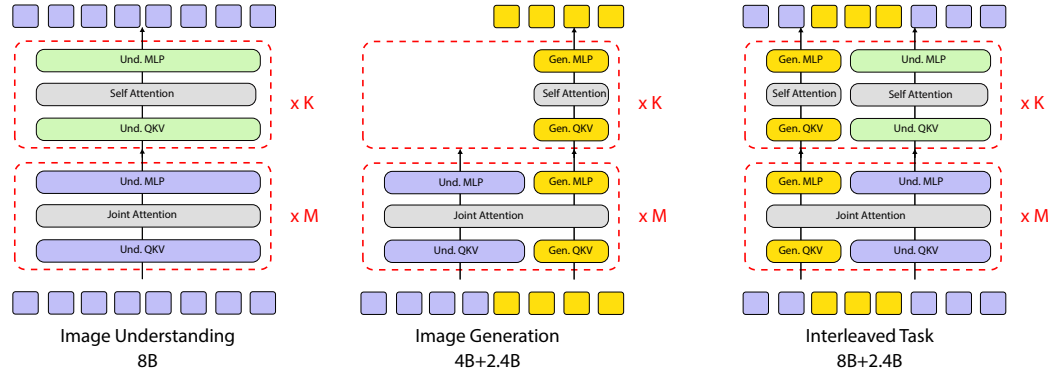 Und. MLP
Self Attention
Und. QKV
x K
Und. MLP
Joint Attention
Und. QKV
x M
Image Understanding
8B
Gen. MLP
Self Attention
Gen. QKV
x K
Und. MLP
Gen. MLP
Joint Attention
Und. QKV
Gen. QKV
x M
Image Generation
4B+2.4B
Gen. MLP
Und. MLP
Self Attention
Self Attention
Gen. QKV
Und. QKV
x K
Gen. MLP
Und. MLP
Joint Attention
Gen. QKV
Und. QKV
x M
Interleaved Task
8B+2.4B